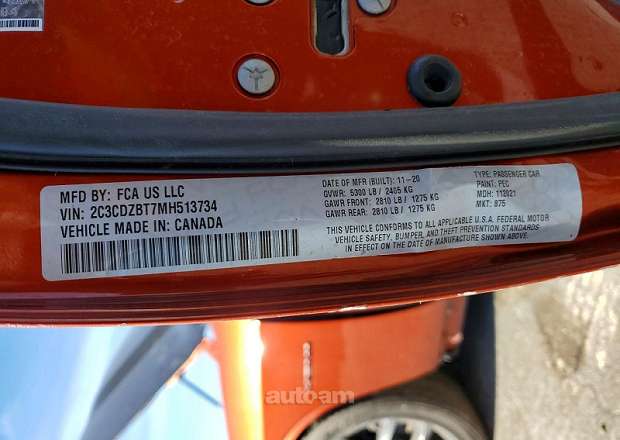 MFD BY: FCA US LLC
VIN: 2C3CDZBT7MH513734
VEHICLE MADE IN: CANADA
DATE OF MFR (BUILT): 11-20
GVWR: 5300 LB / 2405 KG
GAWR FRONT: 2810 LB / 1275 KG
GAWR REAR: 2810 LB / 1275 KG
TYPE: PASSENGER CAR
PAINT: PEC
MDH: 112021
MKT: B75
THIS VEHICLE CONFORMS TO ALL APPLICABLE U.S.A. FEDERAL MOTOR
VEHICLE SAFETY, BUMPER, AND THEFT PREVENTION STANDARDS
IN EFFECT ON THE DATE OF MANUFACTURE SHOWN ABOVE.
autoam